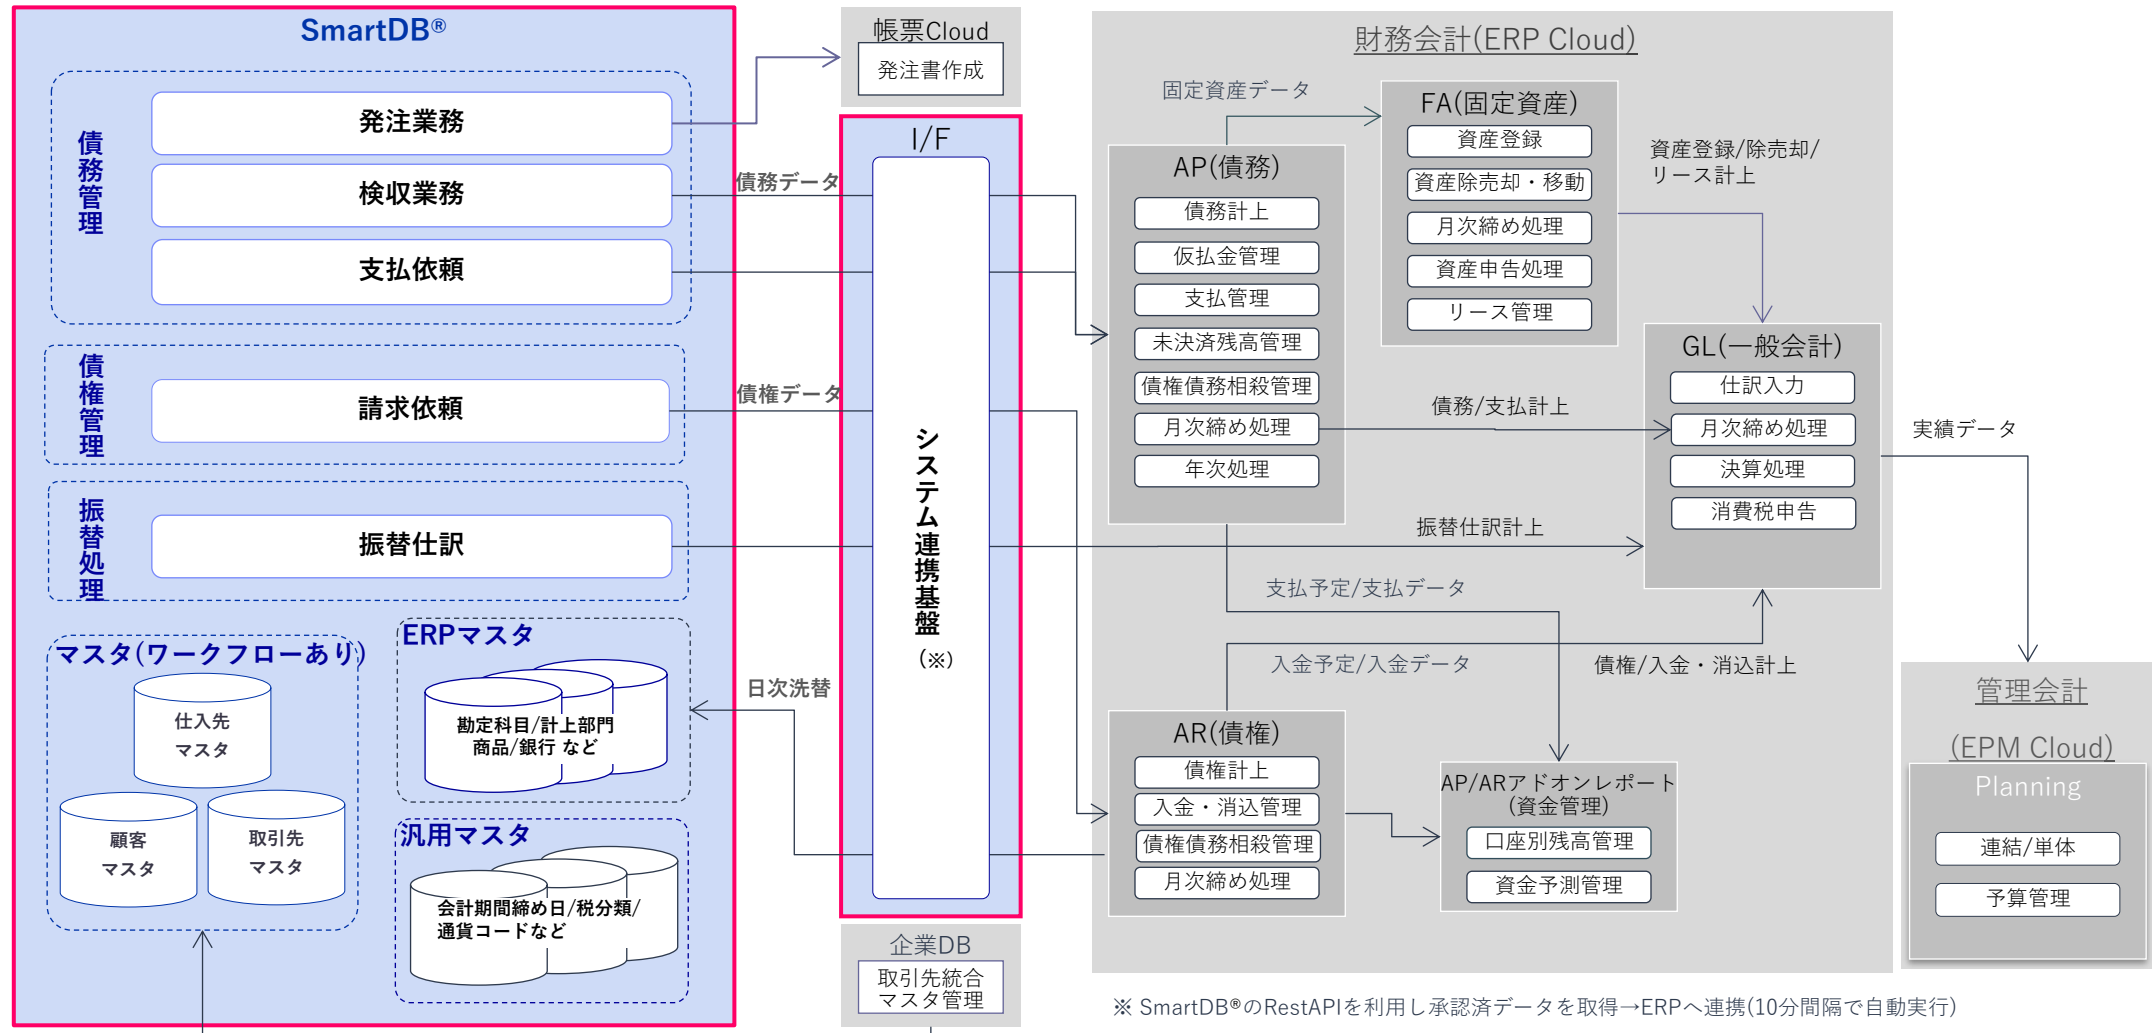 SmartDB®
債務管理
発注業務
検収業務
支払依頼
債権管理
請求依頼
振替処理
振替仕訳
マスタ(ワークフローあり)
仕入先
マスタ
顧客
マスタ
取引先
マスタ
ERPマスタ
勘定科目/計上部門
商品/銀行 など
汎用マスタ
会計期間締め日/税分類/
通貨コードなど
債務データ
債権データ
日次洗替
帳票Cloud
発注書作成
I/F
システム連携基盤
(※)
企業DB
取引先統合
マスタ管理
財務会計(ERP Cloud)
固定資産データ
AP(債務)
債務計上
仮払金管理
支払管理
未決済残高管理
債権債務相殺管理
月次締め処理
年次処理
FA(固定資産)
資産登録
資産除売却・移動
月次締め処理
資産申告処理
リース管理
資産登録/除売却/
リース計上
GL(一般会計)
仕訳入力
月次締め処理
決算処理
消費税申告
債務/支払計上
振替仕訳計上
支払予定/支払データ
入金予定/入金データ
債権/入金・消込計上
AR(債権)
債権計上
入金・消込管理
債権債務相殺管理
月次締め処理
AP/ARアドオンレポート
(資金管理)
口座別残高管理
資金予測管理
実績データ
管理会計
(EPM Cloud)
Planning
連結/単体
予算管理
※ SmartDB®のRestAPIを利用し承認済データを取得→ERPへ連携(10分間隔で自動実行)